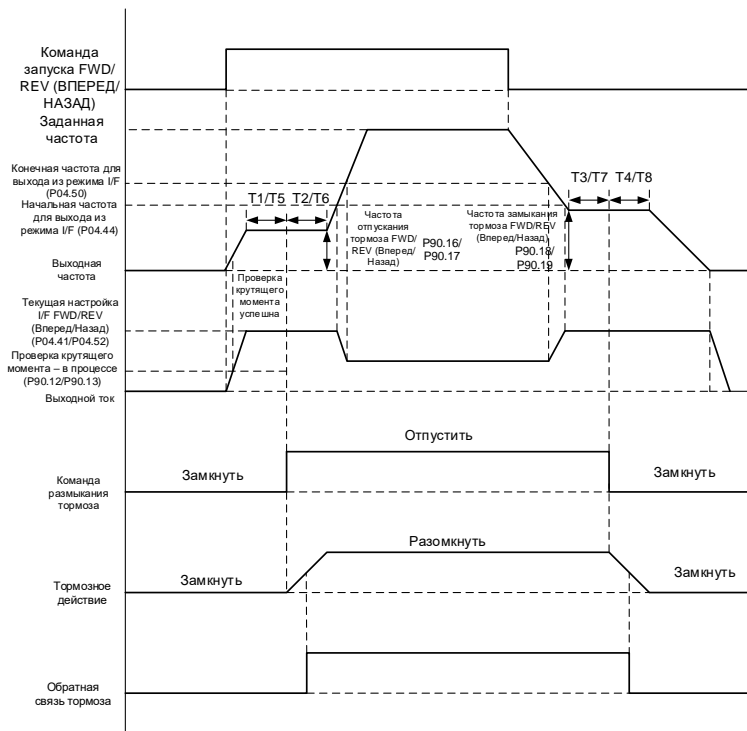 Команда
запуска FWD/
REV (ВПЕРЕД/
НАЗАД)
Заданная
частота
Конечная частота для
выхода из режима I/F
(P04.50)
Начальная частота
для выхода из
режима I/F (P04.44)
Выходная
частота
T1/T5
T2/T6
T3/T7
T4/T8
Частота
отпускания
тормоза FWD/
REV (Вперед/
Назад)
P90.16/
P90.17
Частота замыкания
тормоза FWD/REV
(Вперед/Назад)
P90.18/
P90.19
Проверка
крутящего
момента
успешна
Текущая настройка
I/F FWD/REV
(Вперед/Назад)
(P04.41/P04.52)
Проверка крутящего
момента – в процессе
(P90.12/P90.13)
Выходной ток
Команда
размыкания
тормоза
Замкнуть
Отпустить
Замкнуть
Тормозное
действие
Замкнуть
Разомкнуть
Замкнуть
Обратная
связь тормоза